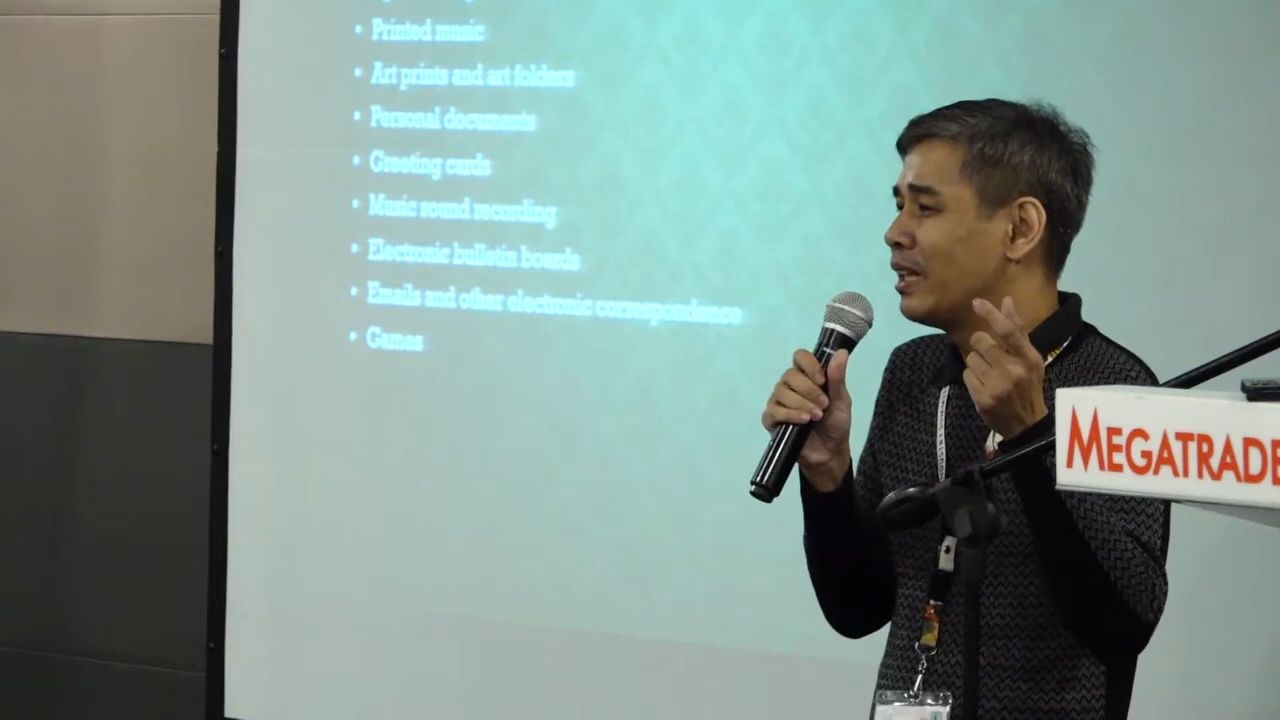 • Printed music
• Art prints and art folders
• Personal documents
• Greeting cards
• Music sound recording
• Electronic bulletin boards
• Emails and other electronic correspondence
• Games
MEGATRADE